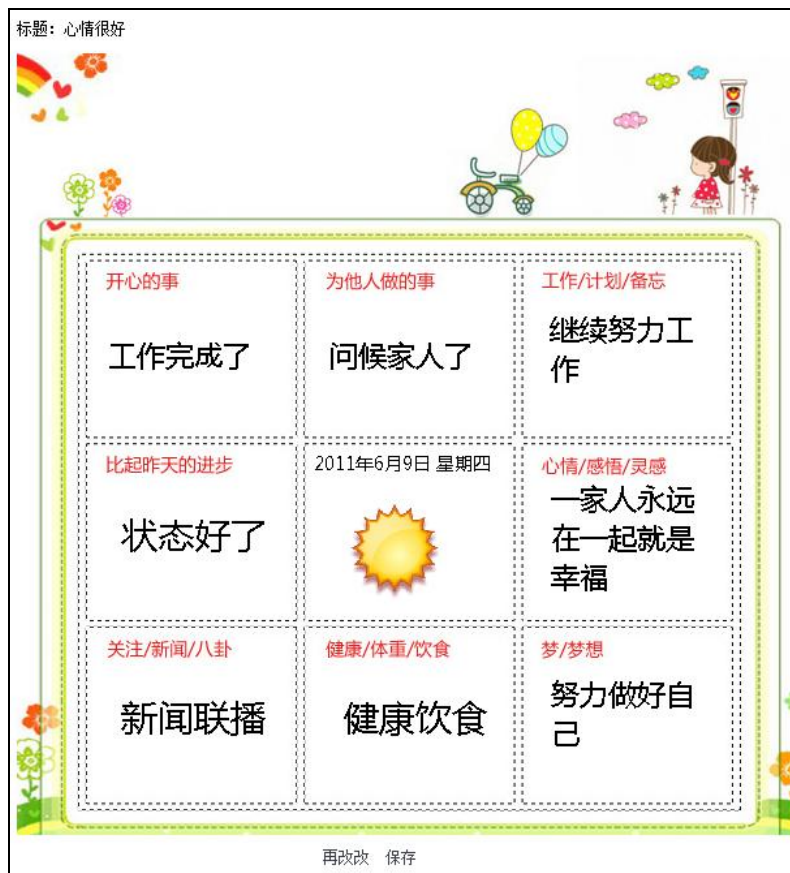 标题：心情很好
开心的事
工作完成了
为他人做的事
问候家人了
工作/计划/备忘
继续努力工
作
比起昨天的进步
状态好了
2011年6月9日 星期四
心情/感悟/灵感
一家人永远
在一起就是
幸福
关注/新闻/八卦
新闻联播
健康/体重/饮食
健康饮食
梦/梦想
努力做好自
己
再改改 保存